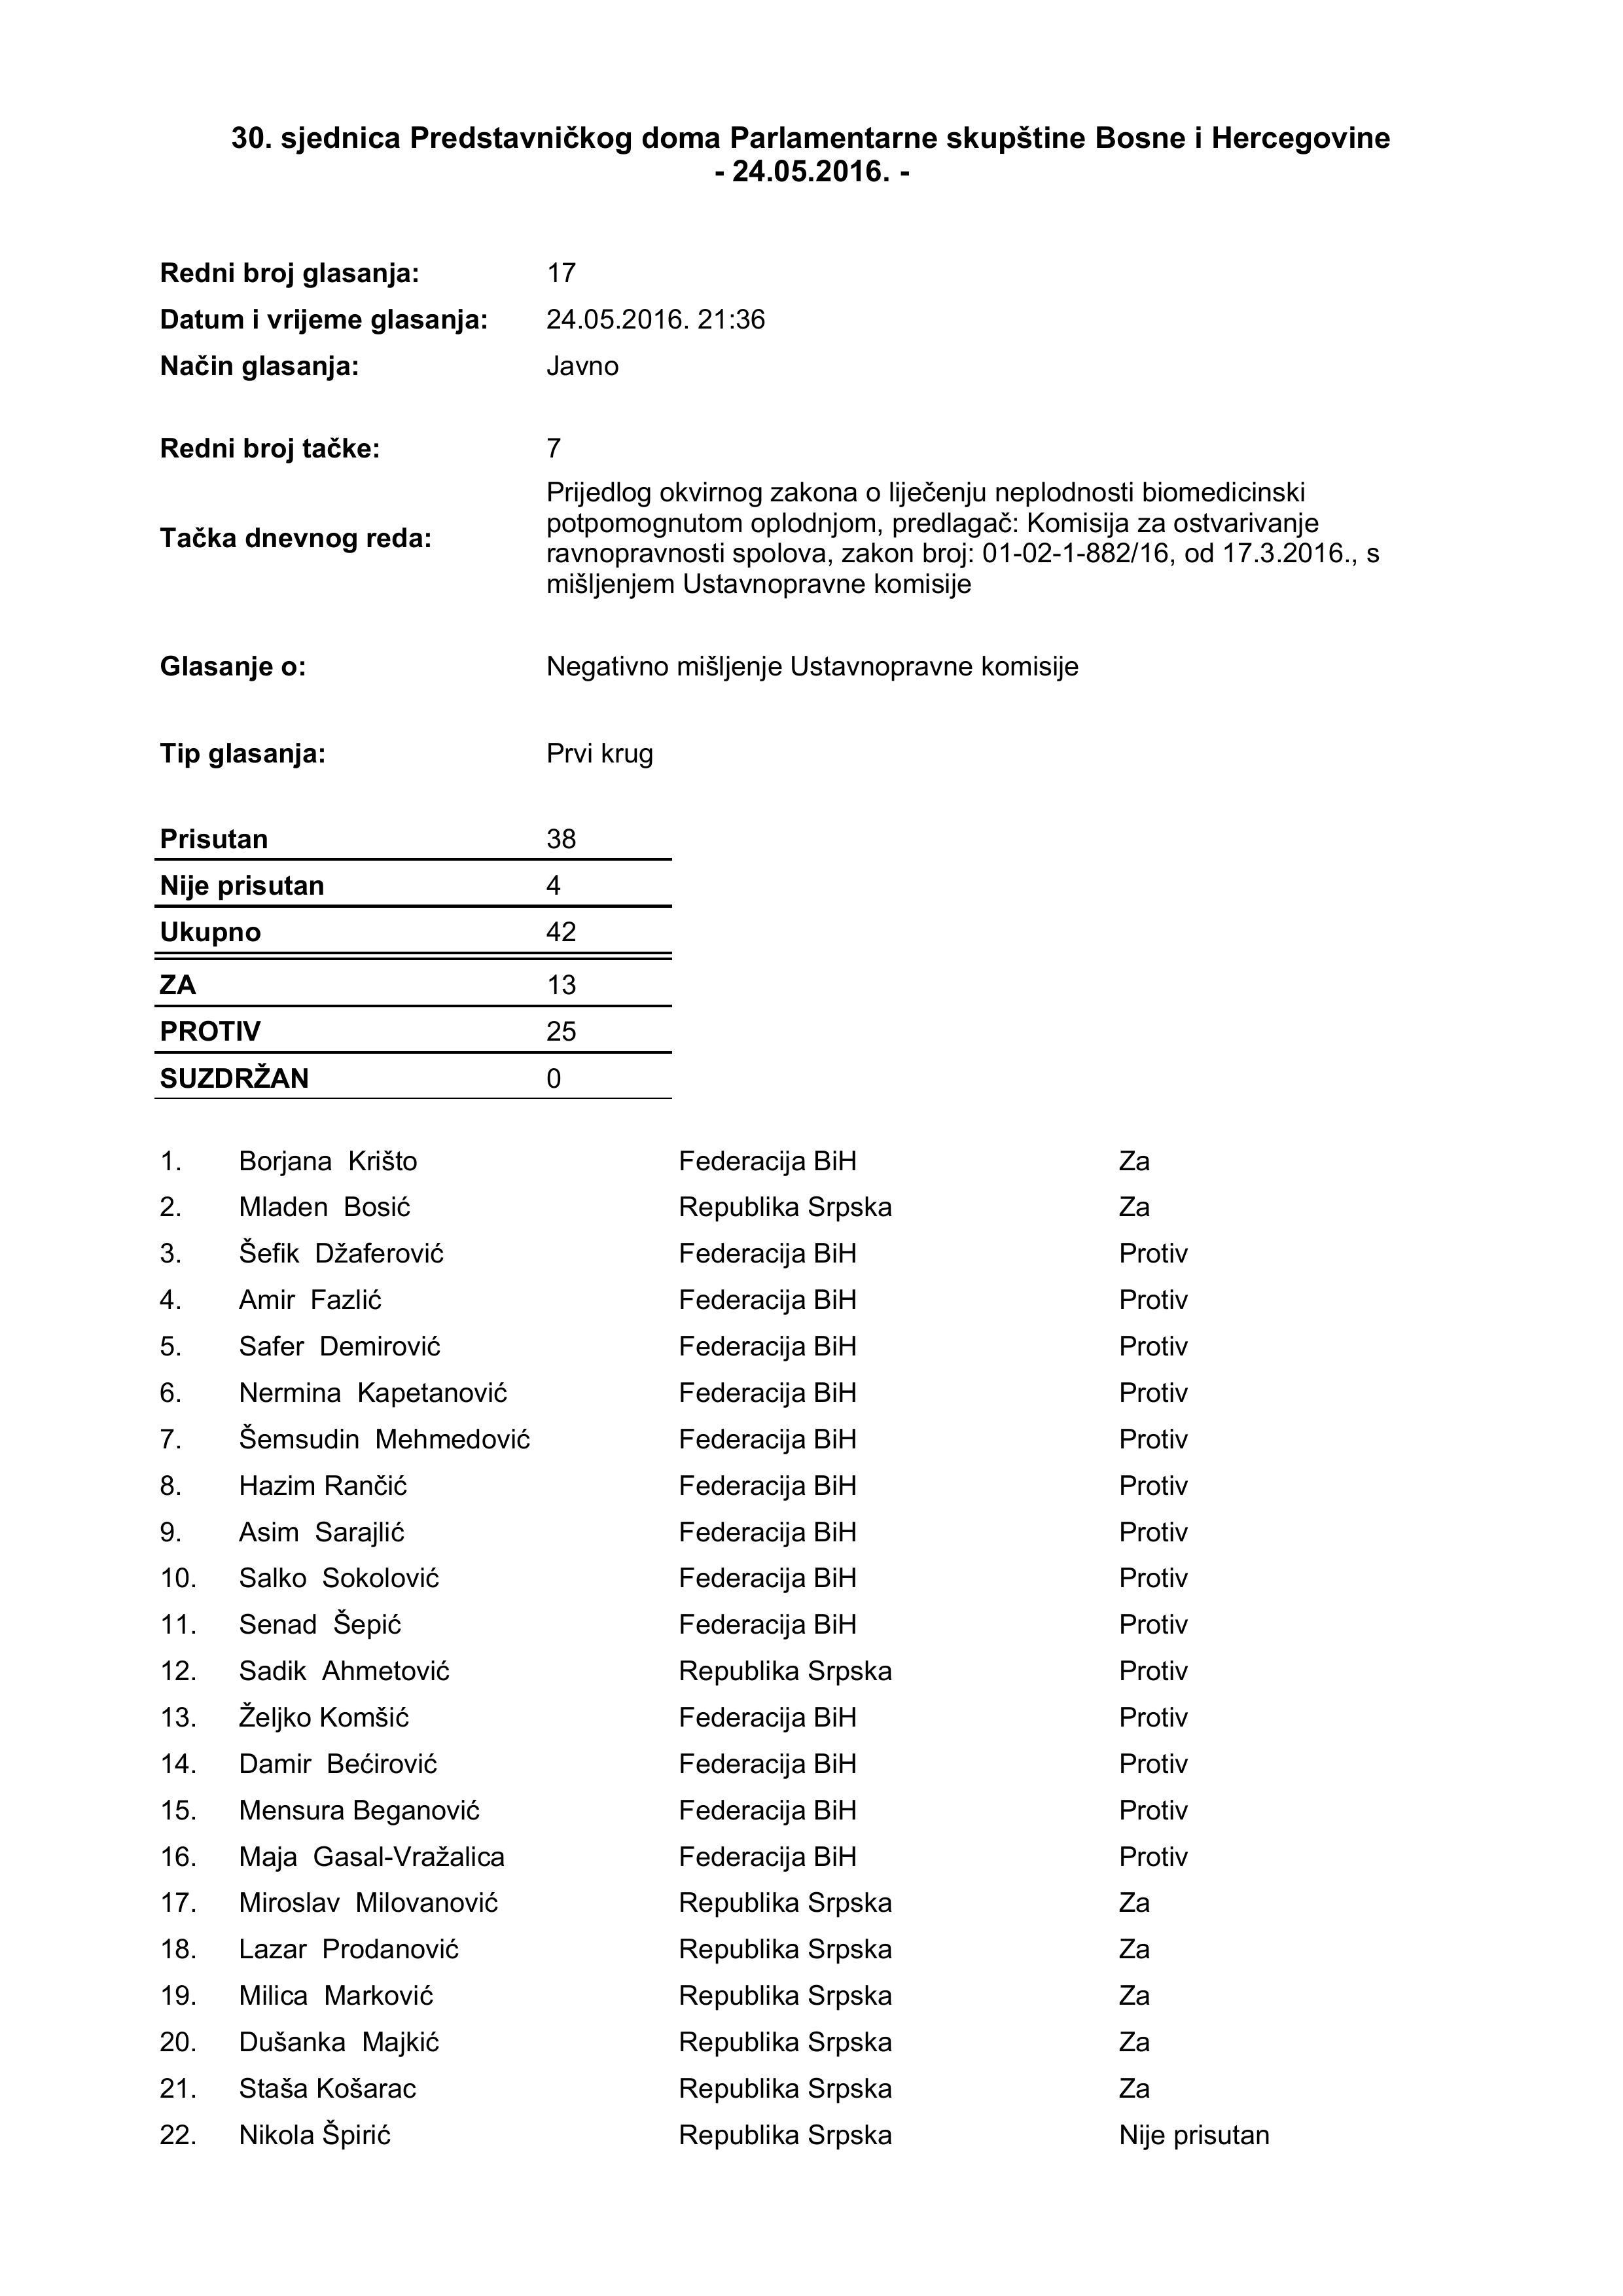 30. sjednica Predstavničkog doma Parlamentarne skupštine Bosne i Hercegovine
- 24.05.2016. -
Redni broj glasanja: 17
Datum i vrijeme glasanja: 24.05.2016. 21:36
Način glasanja: Javno
Redni broj tačke: 7
Tačka dnevnog reda: Prijedlog okvirnog zakona o liječenju neplodnosti biomedicinski
potpomognutom oplodnjom, predlagač: Komisija za ostvarivanje
ravnopravnosti spolova, zakon broj: 01-02-1-882/16, od 17.3.2016., s
mišljenjem Ustavnopravne komisije
Glasanje o: Negativno mišljenje Ustavnopravne komisije
Tip glasanja: Prvi krug
Prisutan 38
Nije prisutan 4
Ukupno 42
ZA 13
PROTIV 25
SUZDRŽAN 0
1. Borjana Krišto Federacija BiH Za
2. Mladen Bosić Republika Srpska Za
3. Šefik Džaferović Federacija BiH Protiv
4. Amir Fazlić Federacija BiH Protiv
5. Safer Demirović Federacija BiH Protiv
6. Nermina Kapetanović Federacija BiH Protiv
7. Šemsudin Mehmedović Federacija BiH Protiv
8. Hazim Rančić Federacija BiH Protiv
9. Asim Sarajlić Federacija BiH Protiv
10. Salko Sokolović Federacija BiH Protiv
11. Senad Šepić Federacija BiH Protiv
12. Sadik Ahmetović Republika Srpska Protiv
13. Željko Komšić Federacija BiH Protiv
14. Damir Bećirović Federacija BiH Protiv
15. Mensura Beganović Federacija BiH Protiv
16. Maja Gasal-Vražalica Federacija BiH Protiv
17. Miroslav Milovanović Republika Srpska Za
18. Lazar Prodanović Republika Srpska Za
19. Milica Marković Republika Srpska Za
20. Dušanka Majkić Republika Srpska Za
21. Staša Košarac Republika Srpska Za
22. Nikola Špirić Republika Srpska Nije prisutan